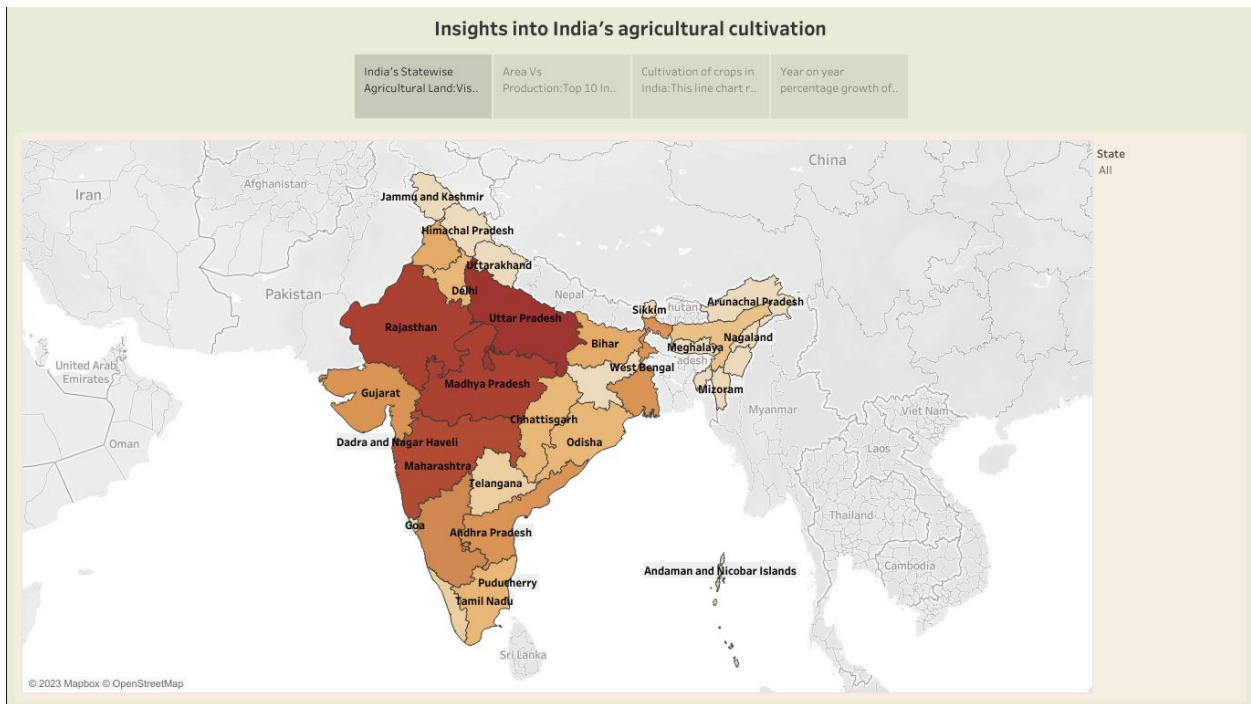 Insights into India's agricultural cultivation
India's Statewise
Agricultural Land:Vis..
Area Vs
Production:Top 10 In..
Cultivation of crops in
India:This line chart r..
Year on year
percentage growth of..
State
All
China
Iran
Afghanistan
Jammu and Kashmir
Himachal Pradesh
Uttarakhand
Pakistan
Delhi
Nepal
Sikkim
hutan
Arunachal Pradesh
Rajasthan
Uttar Pradesh
Bihar
Meghalaya
Nagaland
adesh
United Arab
Emirates
West Bengal
Madhya Pradesh
Gujarat
Mizoram
Myanmar
Viet Nam
Chhattisgarh
Oman
Dadra and Nagar Haveli
Odisha
Laos
Maharashtra
Telangana
Thailand
Goa
Andhra Pradesh
Cambodia
Andaman and Nicobar Islands
Puducherry
Tamil Nadu
Sri Lanka
© 2023 Mapbox © OpenStreetMap